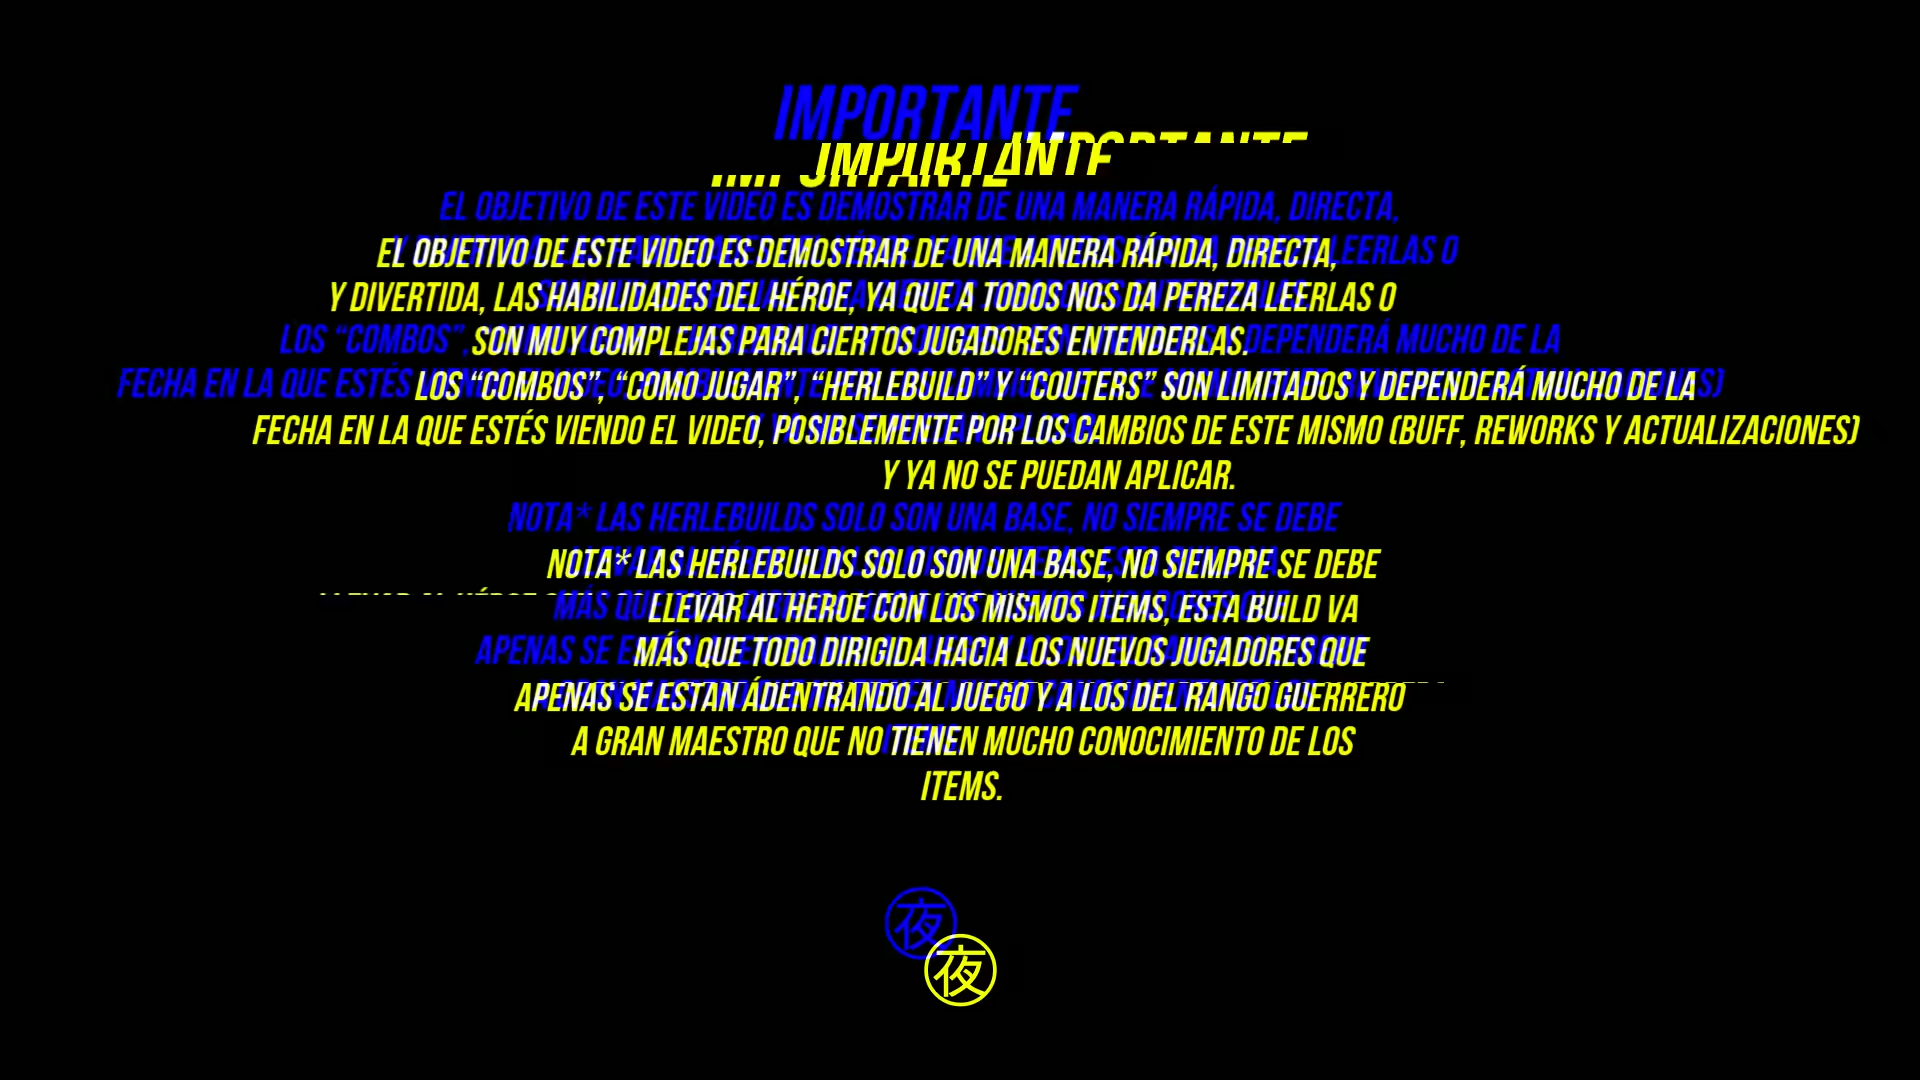 IMPORTANTE
EL OBJETIVO DE ESTE VIDEO ES DEMOSTRAR DE UNA MANERA RÁPIDA, DIRECTA,
Y DIVERTIDA, LAS HABILIDADES DEL HÉROE, YA QUE A TODOS NOS DA PEREZA LEERLAS O
SON MUY COMPLEJAS PARA CIERTOS JUGADORES ENTENDERLAS.
LOS “COMBOS”, “COMO JUGAR”, “HERLEBUILD” Y “COUTERS” SON LIMITADOS Y DEPENDERÁ MUCHO DE LA
FECHA EN LA QUE ESTÉS VIENDO EL VIDEO, POSIBLEMENTE POR LOS CAMBIOS DE ESTE MISMO (BUFF, REWORKS Y ACTUALIZACIONES)
Y YA NO SE PUEDAN APLICAR.
NOTA* LAS HERLEBUILDS SOLO SON UNA BASE, NO SIEMPRE SE DEBE
LLEVAR AL HÉROE CON LOS MISMOS ITEMS, ESTA BUILD VA
MÁS QUE TODO DIRIGIDA HACIA LOS NUEVOS JUGADORES QUE
APENAS SE ESTAN ÁDENTRANDO AL JUEGO Y A LOS DEL RANGO GUERRERO
A GRAN MAESTRO QUE NO TIENEN MUCHO CONOCIMIENTO DE LOS
ITEMS.
夜